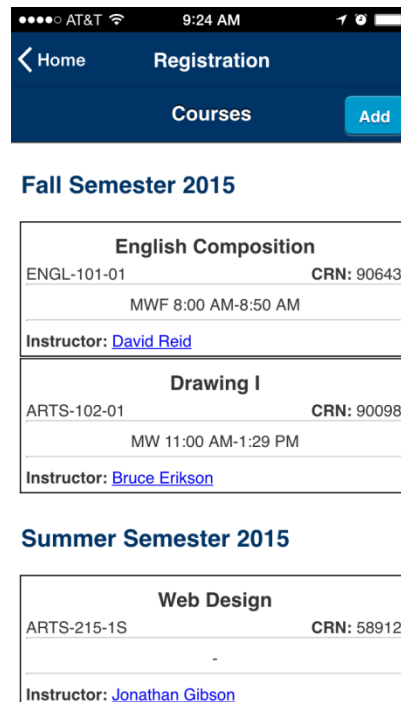 AT&T 9:24 AM
Home Registration
Courses Add
Fall Semester 2015
English Composition
ENGL-101-01 CRN: 90643
MWF 8:00 AM-8:50 AM
Instructor: David Reid
Drawing I
ARTS-102-01 CRN: 90098
MW 11:00 AM-1:29 PM
Instructor: Bruce Erikson
Summer Semester 2015
Web Design
ARTS-215-1S CRN: 58912
-
Instructor: Jonathan Gibson